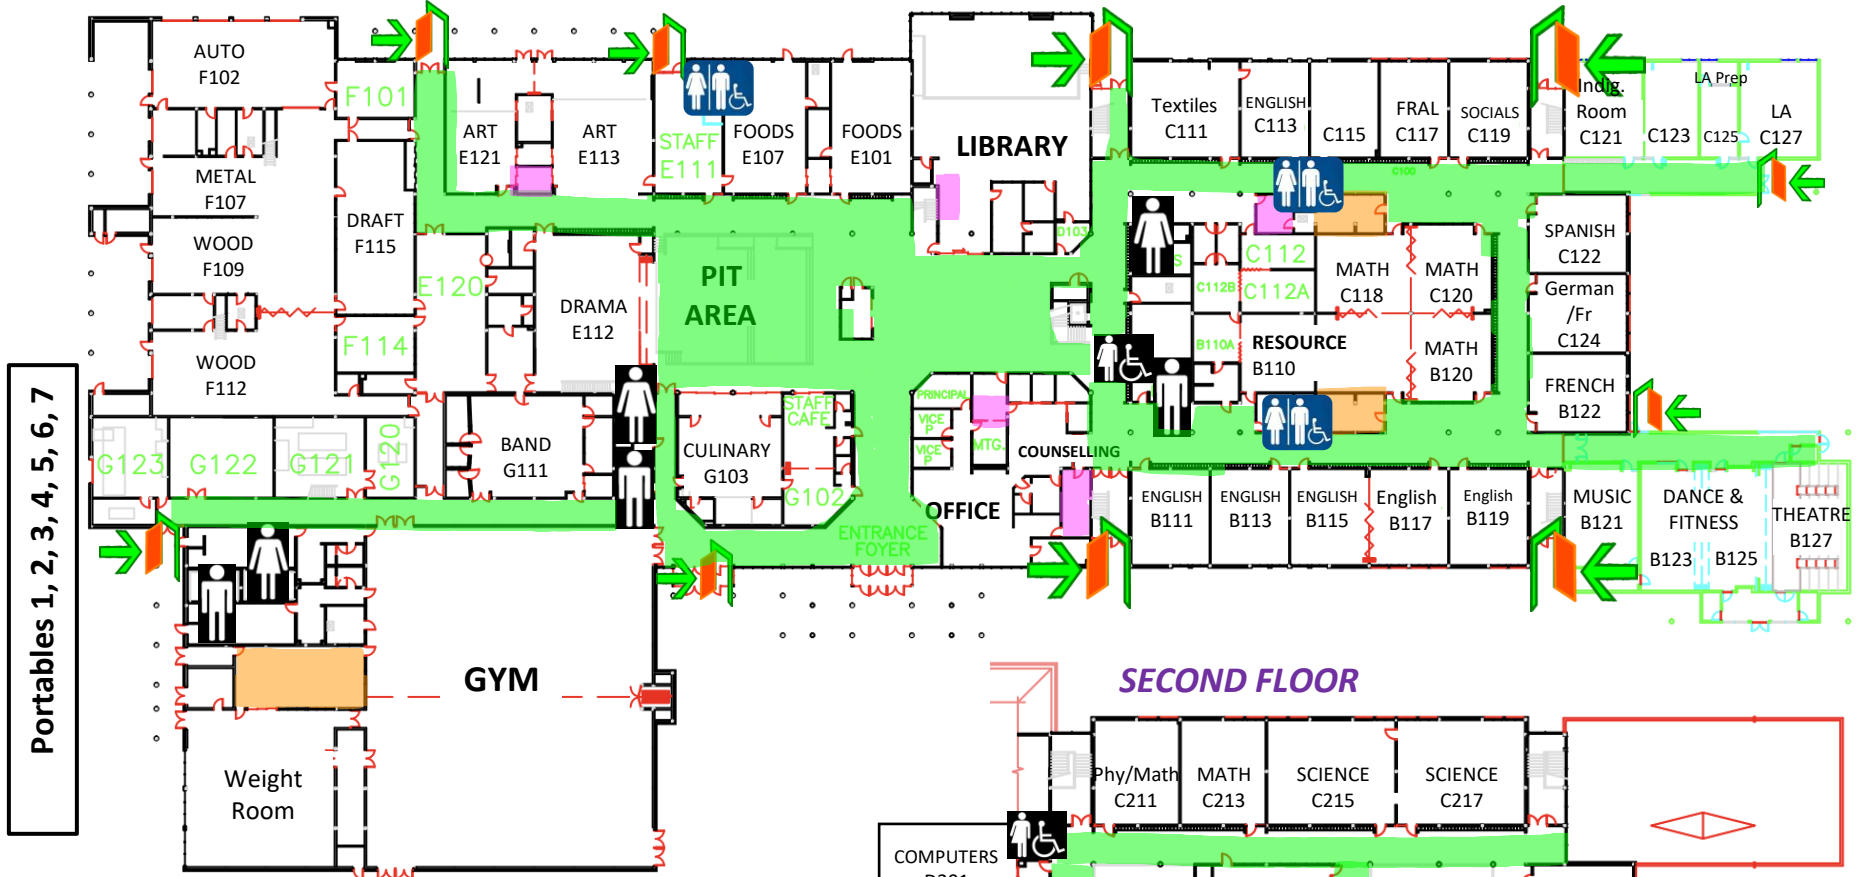 AUTO
F102
F101
ART
E121
ART
E113
STAFF
E111
FOODS
E107
FOODS
E101
LIBRARY
Textiles
C111
ENGLISH
C113
C115
FRAL
C117
SOCIALS
C119
Indig.
Room
C121
C123
LA Prep
C125
LA
C127
METAL
F107
DRAFT
F115
WOOD
F109
E120
DRAMA
E112
PIT
AREA
D103
C100
C112
C112A
C112B
MATH
C118
MATH
C120
SPANISH
C122
German
/Fr
C124
F114
WOOD
F112
B110A
RESOURCE
B110
MATH
B120
FRENCH
B122
Portables 1, 2, 3, 4, 5, 6, 7
G123
G122
G121
G120
BAND
G111
CULINARY
G103
STAFF
CAFE
G102
PRINCIPAL
VICE
P
VICE
P
MTG.
COUNSELLING
OFFICE
ENTRANCE
FOYER
ENGLISH
B111
ENGLISH
B113
ENGLISH
B115
English
B117
English
B119
MUSIC
B121
DANCE &
FITNESS
B123
B125
THEATRE
B127
GYM
Weight
Room
SECOND FLOOR
Phy/Math
C211
MATH
C213
SCIENCE
C215
SCIENCE
C217
COMPUTERS